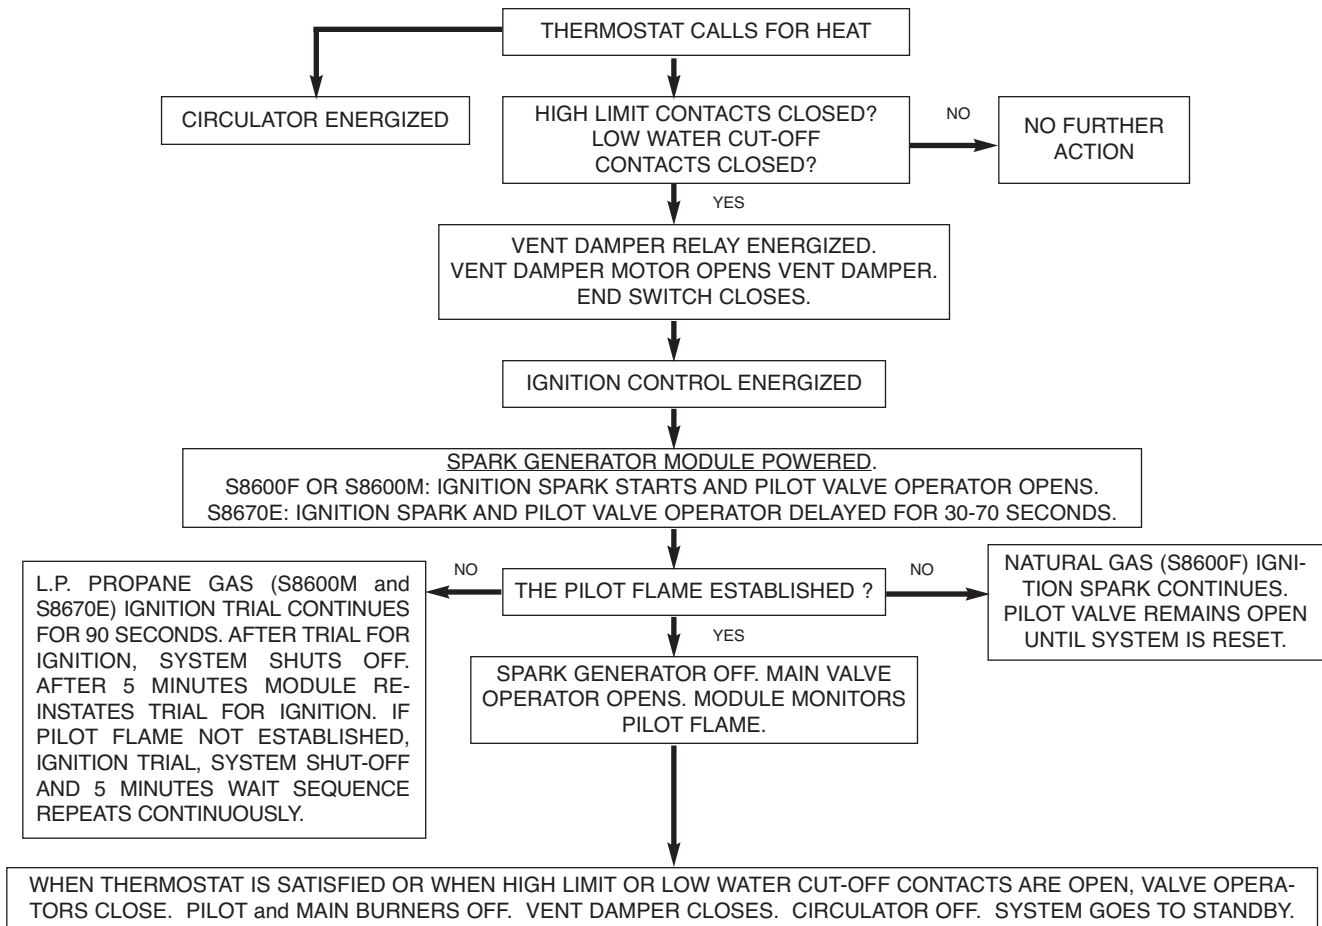 THERMOSTAT CALLS FOR HEAT
CIRCULATOR ENERGIZED
HIGH LIMIT CONTACTS CLOSED?
LOW WATER CUT-OFF
CONTACTS CLOSED?
NO
NO FURTHER
ACTION
YES
VENT DAMPER RELAY ENERGIZED.
VENT DAMPER MOTOR OPENS VENT DAMPER.
END SWITCH CLOSES.
IGNITION CONTROL ENERGIZED
SPARK GENERATOR MODULE POWERED.
S8600F OR S8600M: IGNITION SPARK STARTS AND PILOT VALVE OPERATOR OPENS.
S8670E: IGNITION SPARK AND PILOT VALVE OPERATOR DELAYED FOR 30-70 SECONDS.
THE PILOT FLAME ESTABLISHED ?
NO
L.P. PROPANE GAS (S8600M and
S8670E) IGNITION TRIAL CONTINUES
FOR 90 SECONDS. AFTER TRIAL FOR
IGNITION, SYSTEM SHUTS OFF.
AFTER 5 MINUTES MODULE RE-
INSTATES TRIAL FOR IGNITION. IF
PILOT FLAME NOT ESTABLISHED,
IGNITION TRIAL, SYSTEM SHUT-OFF
AND 5 MINUTES WAIT SEQUENCE
REPEATS CONTINUOUSLY.
NO
NATURAL GAS (S8600F) IGNI-
TION SPARK CONTINUES.
PILOT VALVE REMAINS OPEN
UNTIL SYSTEM IS RESET.
YES
SPARK GENERATOR OFF. MAIN VALVE
OPERATOR OPENS. MODULE MONITORS
PILOT FLAME.
WHEN THERMOSTAT IS SATISFIED OR WHEN HIGH LIMIT OR LOW WATER CUT-OFF CONTACTS ARE OPEN, VALVE OPERA-
TORS CLOSE. PILOT and MAIN BURNERS OFF. VENT DAMPER CLOSES. CIRCULATOR OFF. SYSTEM GOES TO STANDBY.